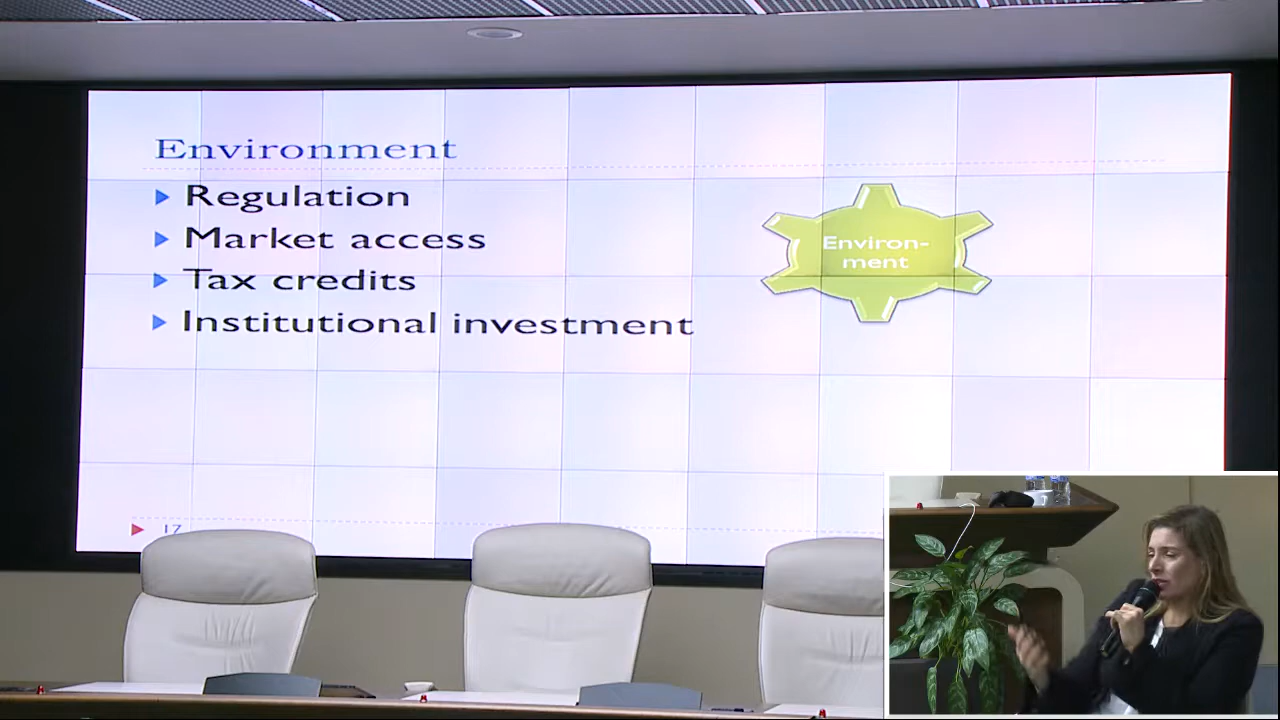 Environment
Regulation
Market access
Tax credits
Institutional investment
Environ-
ment
17